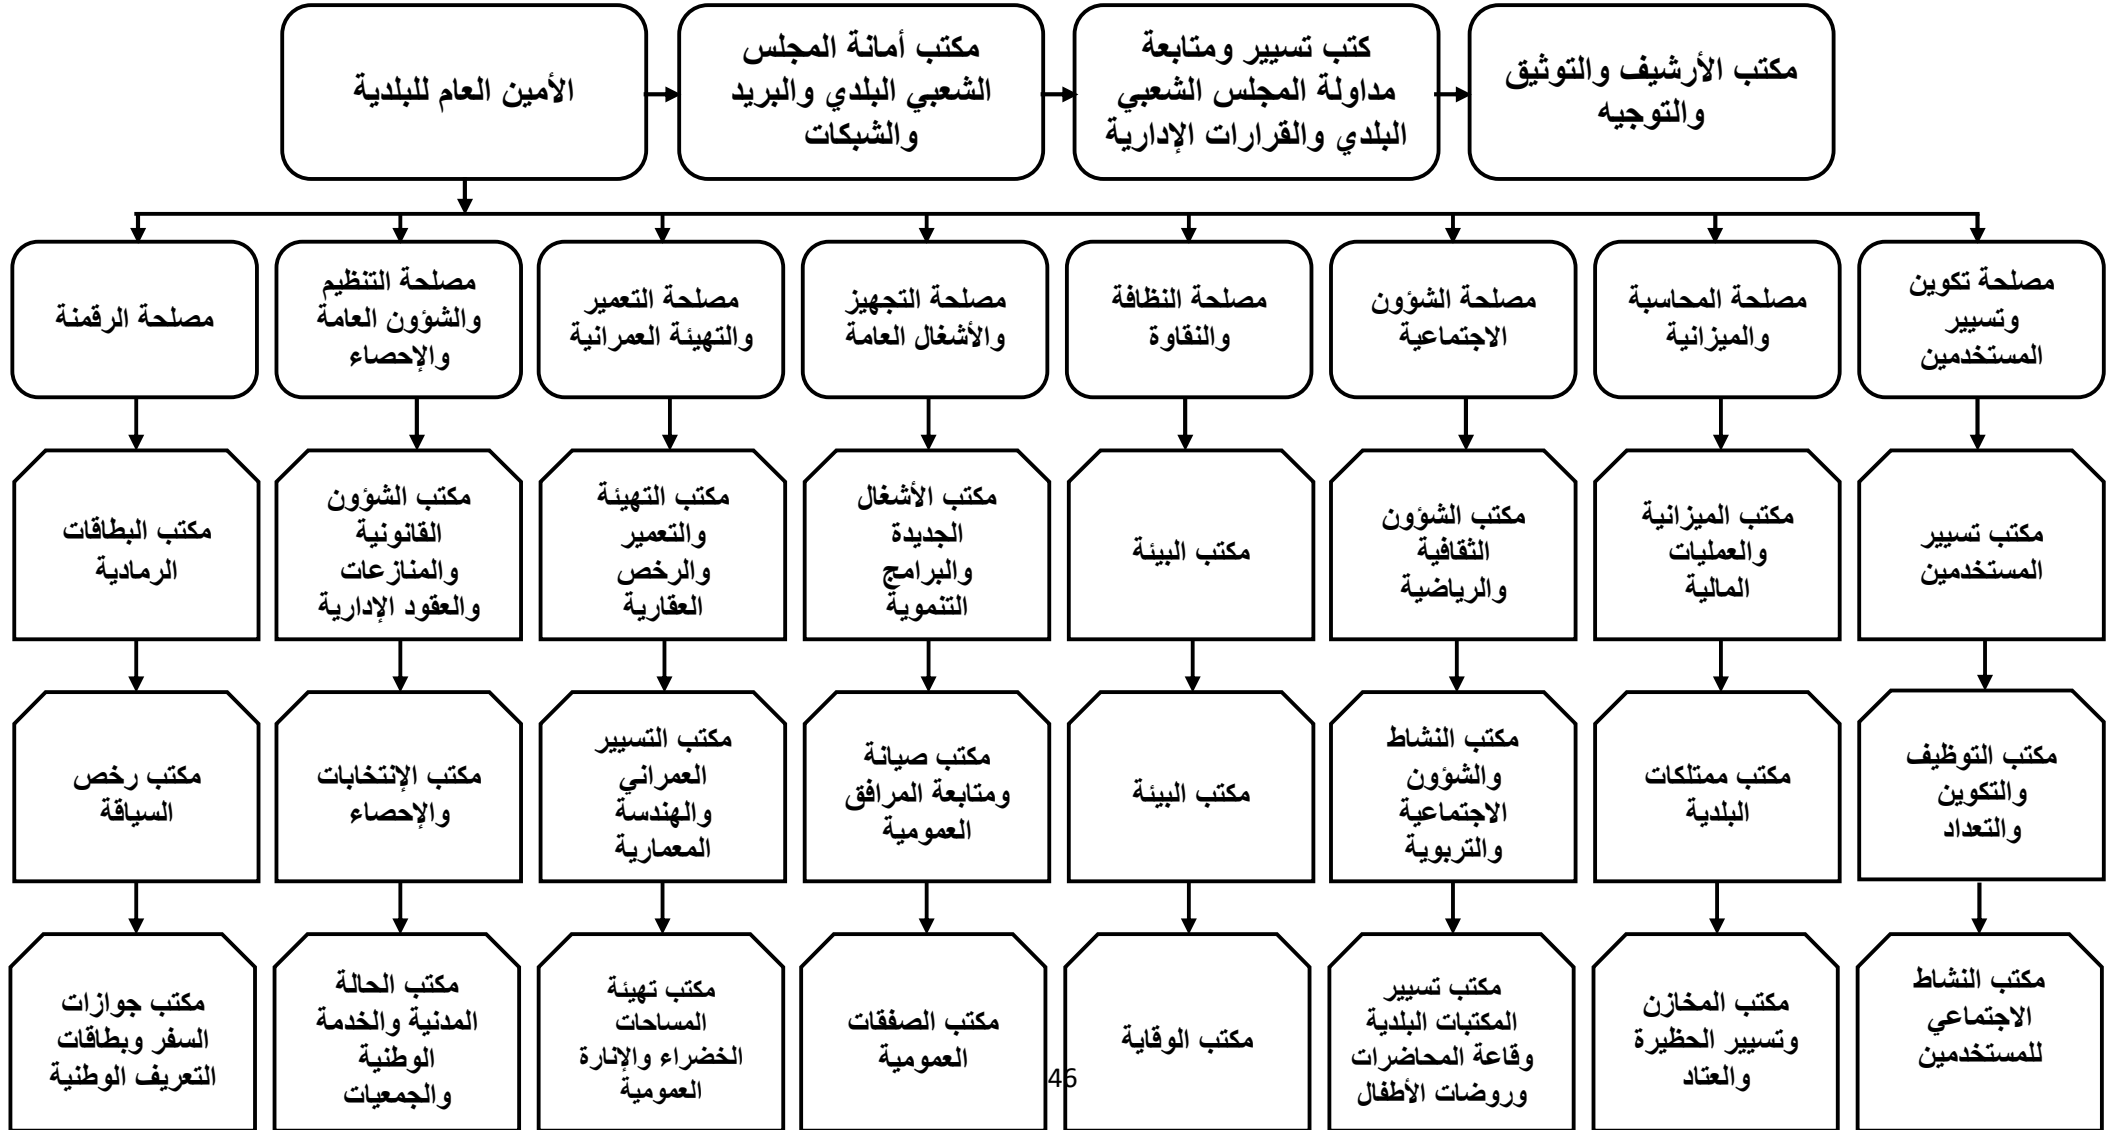 الأمين العام للبلدية
مكتب أمانة المجلس
الشعبي البلدي والبريد
والشبكات
كتب تسيير ومتابعة
مداولة المجلس الشعبي
البلدي والقرارات الإدارية
مكتب الأرشيف والتوثيق
والتوجيه
مصلحة تكوين
وتسيير
المستخدمين
مصلحة المحاسبة
والميزانية
مصلحة الشؤون
الاجتماعية
مصلحة النظافة
والنقاوة
مصلحة التجهيز
والأشغال العامة
مصلحة التعمير
والتهيئة العمرانية
مصلحة التنظيم
والشؤون العامة
والإحصاء
مصلحة الرقمنة
مكتب تسيير
المستخدمين
مكتب الميزانية
والعمليات
المالية
مكتب الشؤون
الثقافية
والرياضية
مكتب البيئة
مكتب الأشغال
الجديدة
والبرامج
التنموية
مكتب التهيئة
والتعمير
والرخص
العقارية
مكتب الشؤون
القانونية
والمنازعات
والعقود الإدارية
مكتب البطاقات
الرمادية
مكتب التوظيف
والتكوين
والتعداد
مكتب ممتلكات
البلدية
مكتب النشاط
والشؤون
الاجتماعية
والتربوية
مكتب البيئة
مكتب صيانة
ومتابعة المرافق
العمومية
مكتب التسيير
العمراني
والهندسة
المعمارية
مكتب الإنتخابات
والإحصاء
مكتب رخص
السياقة
مكتب النشاط
الاجتماعي
للمستخدمين
مكتب المخازن
وتسيير الحظيرة
والعتاد
مكتب تسيير
المكتبات البلدية
وقاعة المحاضرات
وروضات الأطفال
مكتب الوقاية
مكتب الصفقات
العمومية
مكتب تهيئة
المساحات
الخضراء والإنارة
العمومية
مكتب الحالة
المدنية والخدمة
الوطنية
والجمعيات
مكتب جوازات
السفر وبطاقات
التعريف الوطنية
46